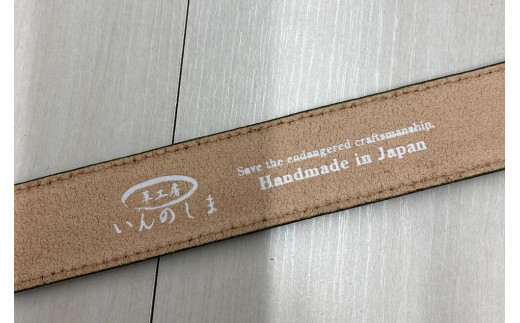 革工房
いんのしま
Save the endangered craftsmanship.
Handmade in Japan